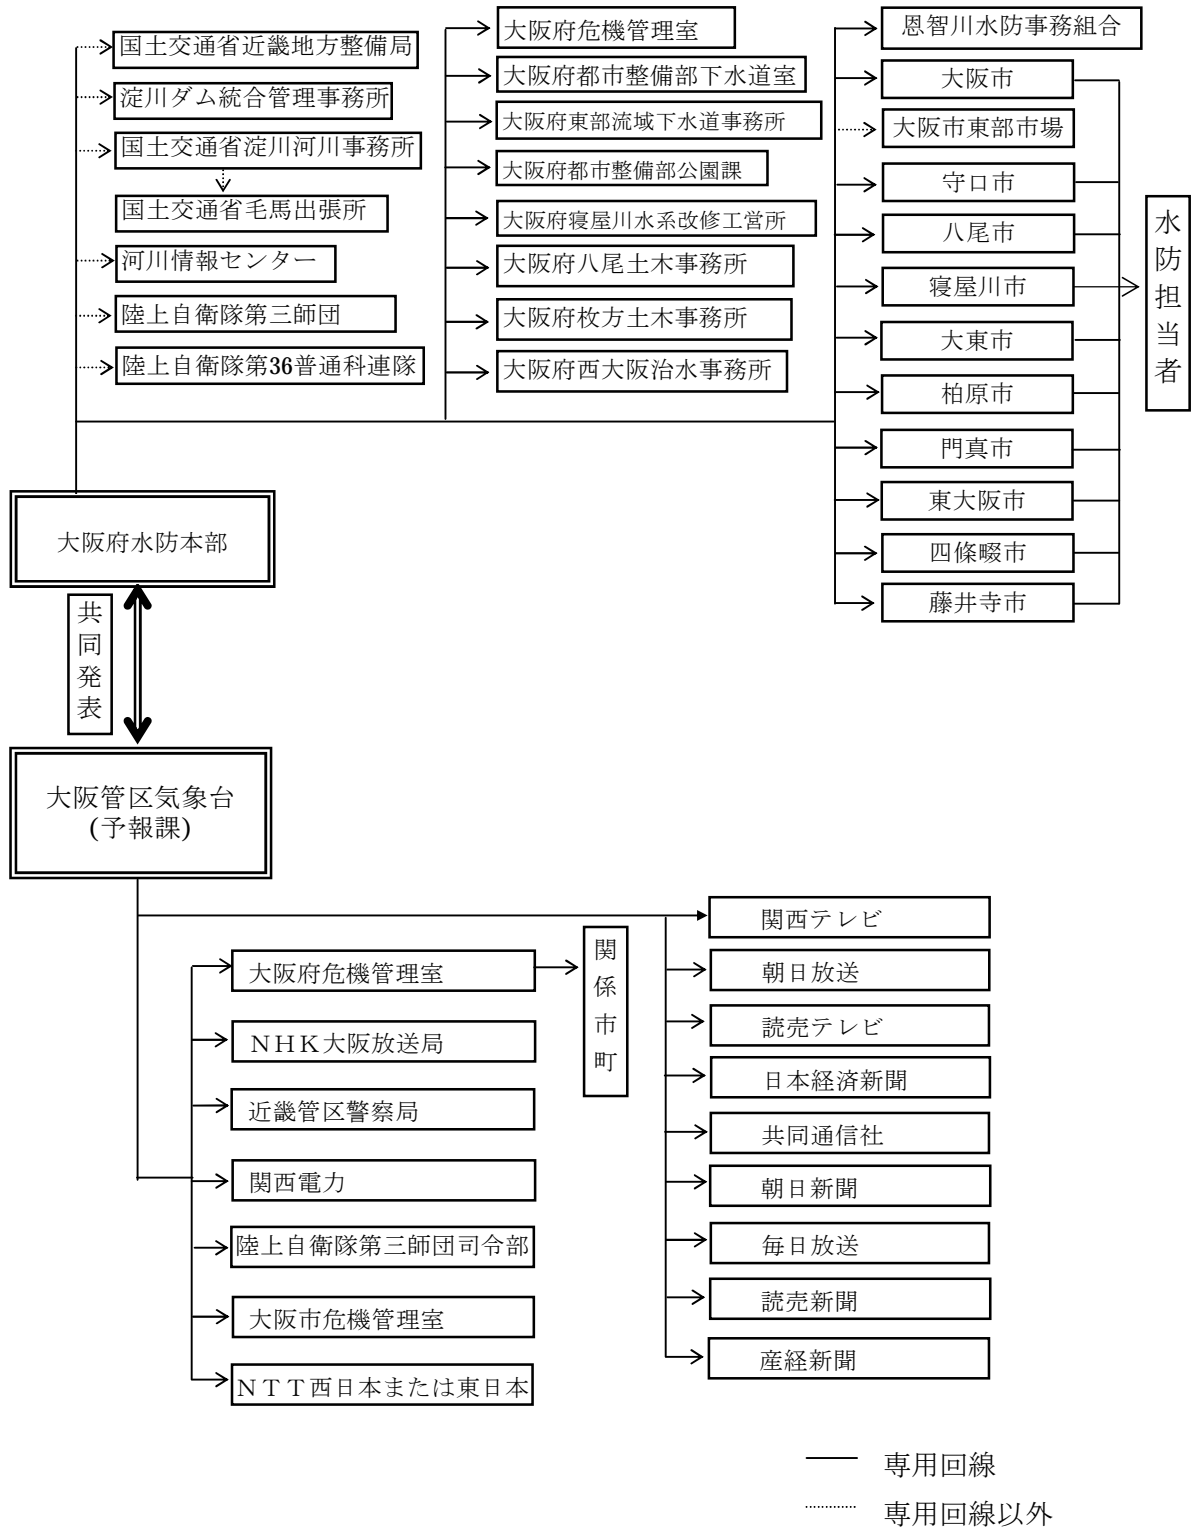 国土交通省近畿地方整備局
淀川ダム統合管理事務所
国土交通省淀川河川事務所
国土交通省毛馬出張所
河川情報センター
陸上自衛隊第三師団
陸上自衛隊第36普通科連隊
大阪府危機管理室
大阪府都市整備部下水道室
大阪府東部流域下水道事務所
大阪府都市整備部公園課
大阪府寝屋川水系改修工営所
大阪府八尾土木事務所
大阪府枚方土木事務所
大阪府西大阪治水事務所
恩智川水防事務組合
大阪市
大阪市東部市場
守口市
八尾市
寝屋川市
大東市
柏原市
門真市
東大阪市
四條畷市
藤井寺市
水防担当者
大阪府水防本部
共同発表
大阪管区気象台
(予報課)
大阪府危機管理室
ＮＨＫ大阪放送局
近畿管区警察局
関西電力
陸上自衛隊第三師団司令部
大阪市危機管理室
ＮＴＴ西日本または東日本
関係市町
関西テレビ
朝日放送
読売テレビ
日本経済新聞
共同通信社
朝日新聞
毎日放送
読売新聞
産経新聞
専用回線
専用回線以外